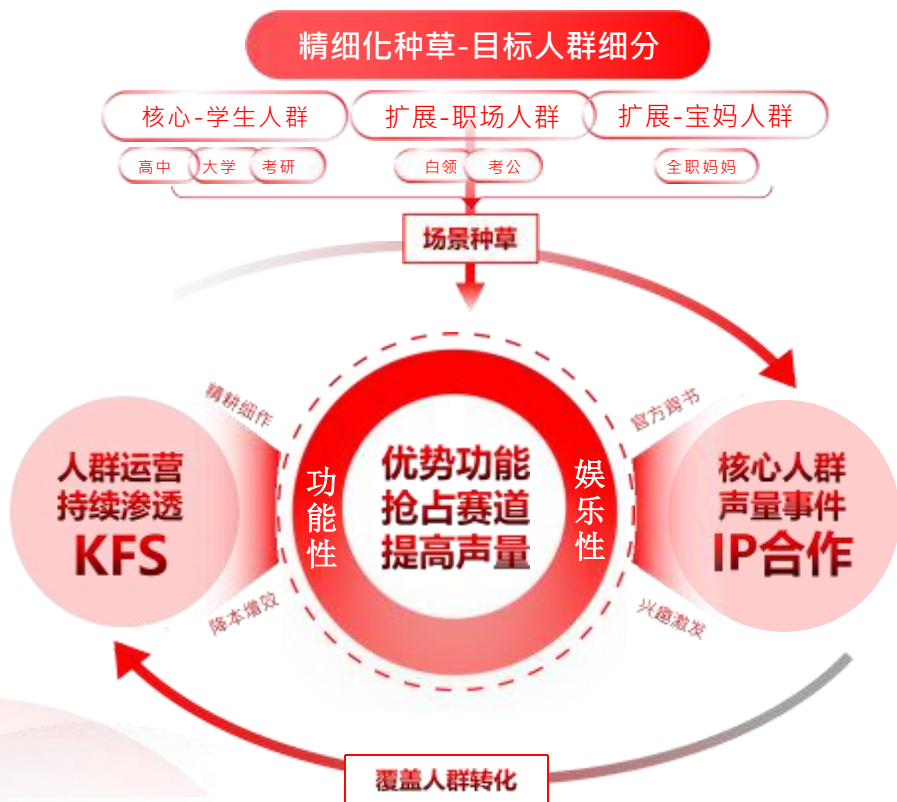 精细化种草-目标人群细分
核心-学生人群
扩展-职场人群
扩展-宝妈人群
高中
大学
考研
白领
考公
全职妈妈
场景种草
精耕细作
官方背书
人群运营
持续渗透
KFS
功能性
优势功能
抢占赛道
提高声量
娱乐性
核心人群
声量事件
IP合作
降本增效
兴趣激发
覆盖人群转化